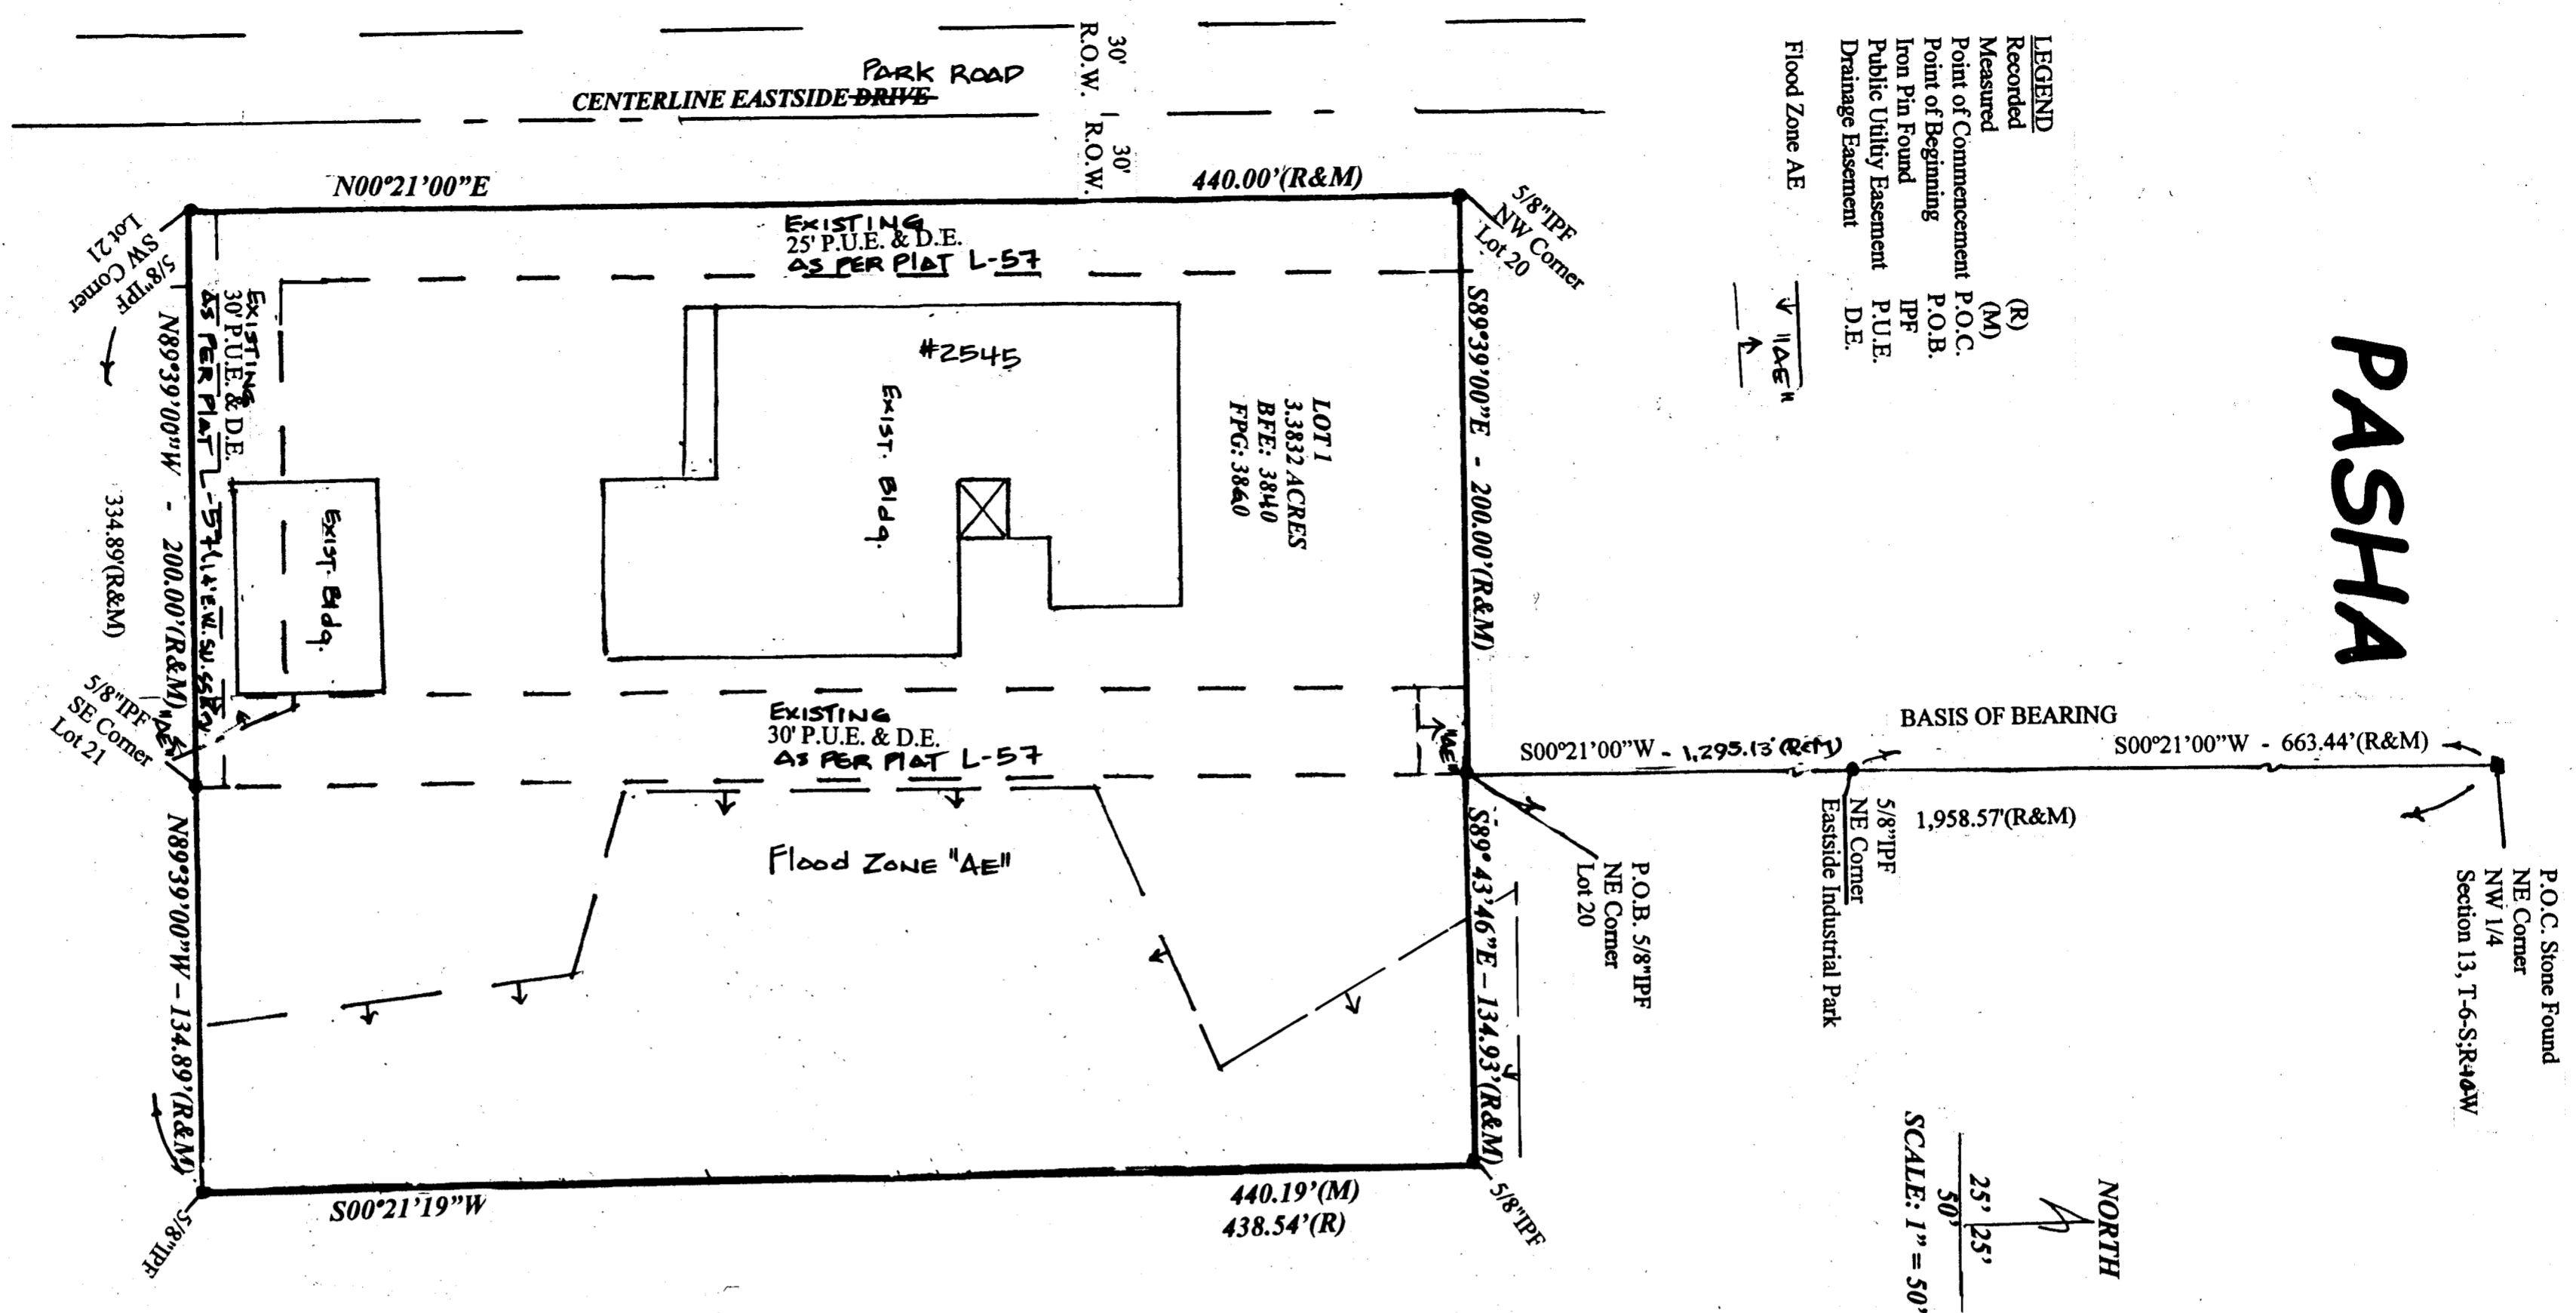 PASHA
LEGEND
Recorded (R)
Measured (M)
Point of Commencement P.O.C.
Point of Beginning P.O.B.
Iron Pin Found IPF
Public Utiltiy Easement P.U.E.
Drainage Easement D.E.
Flood Zone AE "AE"
30'
R.O.W.
30'
R.O.W.
PARK ROAD
CENTERLINE EASTSIDE DRIVE
N00°21'00"E
440.00'(R&M)
5/8"IPF
NW Corner
Lot 20
5/8"IPF
SW Corner
Lot 21
EXISTING
25' P.U.E. & D.E.
AS PER PLAT L-57
EXISTING
30' P.U.E. & D.E.
AS PER PLAT L-57
N89°39'00"W - 200.00'(R&M)
334.89'(R&M)
#2545
EXIST. Bldg.
EXIST. Bldg.
LOT 1
3.3832 ACRES
BFE: 3840
FPG: 3860
S89°39'00"E - 200.00'(R&M)
EXISTING
30' P.U.E. & D.E.
AS PER PLAT L-57
"AE"
"AE"
5/8"IPF
SE Corner
Lot 21
BASIS OF BEARING
S00°21'00"W - 1,295.13'(R&M)
S00°21'00"W - 663.44'(R&M)
1,958.57'(R&M)
5/8"IPF
NE Corner
Eastside Industrial Park
P.O.C. Stone Found
NE Corner
NW 1/4
Section 13, T-6-S;
P.O.B. 5/8"IPF
NE Corner
Lot 20
Flood ZONE "AE"
S89°43'46"E – 134.93'(R&M)
N89°39'00"W – 134.89'(R&M)
S00°21'19"W
440.19'(M)
438.54'(R)
5/8"IPF
5/8"IPF
NORTH
25' 25'
50'
SCALE: 1" = 50'